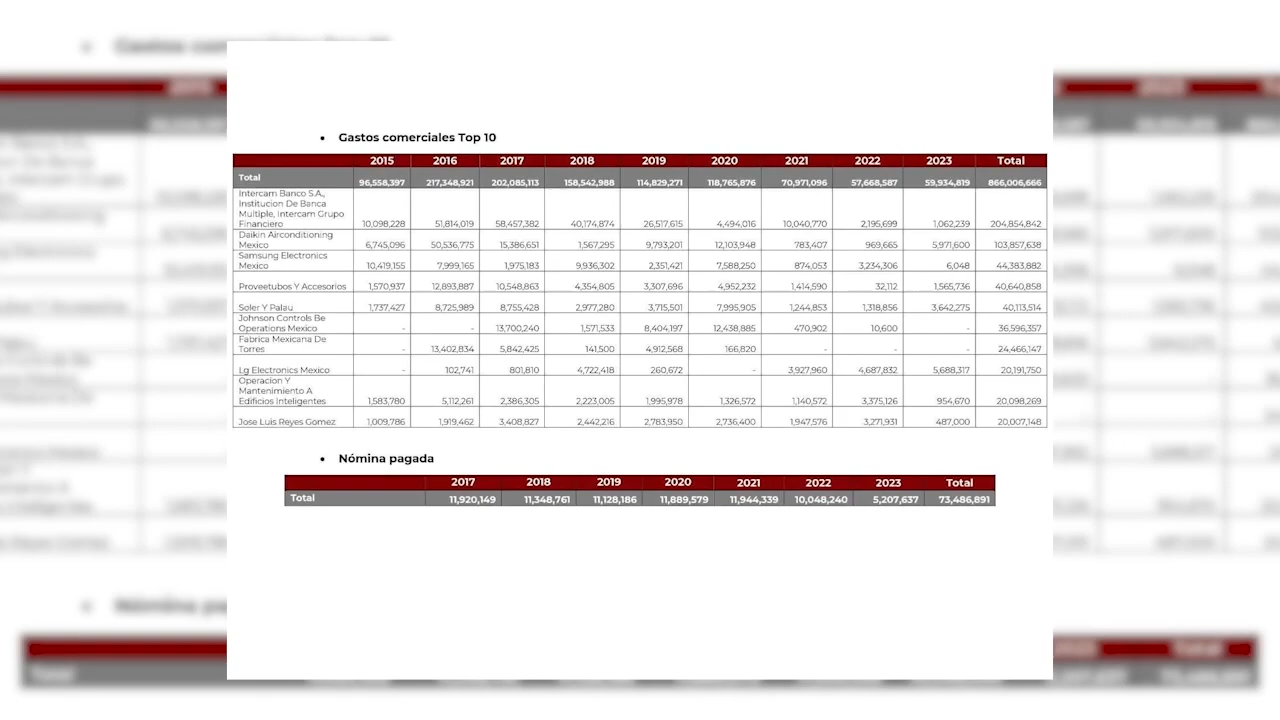 • Gastos comerciales Top 10
2015 2016 2017 2018 2019 2020 2021 2022 2023 Total
Total 96,558,397 217,348,921 202,085,113 158,542,988 114,829,271 118,765,876 70,971,096 57,668,587 59,934,819 866,006,666
Intercam Banco S.A.,
Institucion De Banca
Multiple, Intercam Grupo
Financiero 10,098,228 51,814,019 58,457,382 40,174,874 26,517,615 4,494,016 10,040,770 2,195,699 1,062,239 204,854,842
Daikin Airconditioning
Mexico 6,745,096 50,536,775 15,386,651 1,567,295 9,793,201 12,103,948 783,407 969,665 5,971,600 103,857,638
Samsung Electronics
Mexico 10,419,155 7,999,165 1,975,183 9,936,302 2,351,421 7,588,250 874,053 3,234,306 6,048 44,383,882
Proveetubos Y Accesorios 1,570,937 12,893,887 10,548,863 4,354,805 3,307,696 4,952,232 1,414,590 32,112 1,565,736 40,640,858
Soler Y Palau 1,737,427 8,725,989 8,755,428 2,977,280 3,715,501 7,995,905 1,244,853 1,318,856 3,642,275 40,113,514
Johnson Controls Be
Operations Mexico - - 13,700,240 1,571,533 8,404,197 12,438,885 470,902 10,600 - 36,596,357
Fabrica Mexicana De
Torres - 13,402,834 5,842,425 141,500 4,912,568 166,820 - - - 24,466,147
Lg Electronics Mexico - 102,741 801,810 4,722,418 260,672 - 3,927,960 4,687,832 5,688,317 20,191,750
Operacion Y
Mantenimiento A
Edificios Inteligentes 1,583,780 5,112,261 2,386,305 2,223,005 1,995,978 1,326,572 1,140,572 3,375,126 954,670 20,098,269
Jose Luis Reyes Gomez 1,009,786 1,919,462 3,408,827 2,442,216 2,783,950 2,736,400 1,947,576 3,271,931 487,000 20,007,148
• Nómina pagada
2017 2018 2019 2020 2021 2022 2023 Total
Total 11,920,149 11,348,761 11,128,186 11,889,579 11,944,339 10,048,240 5,207,637 73,486,891